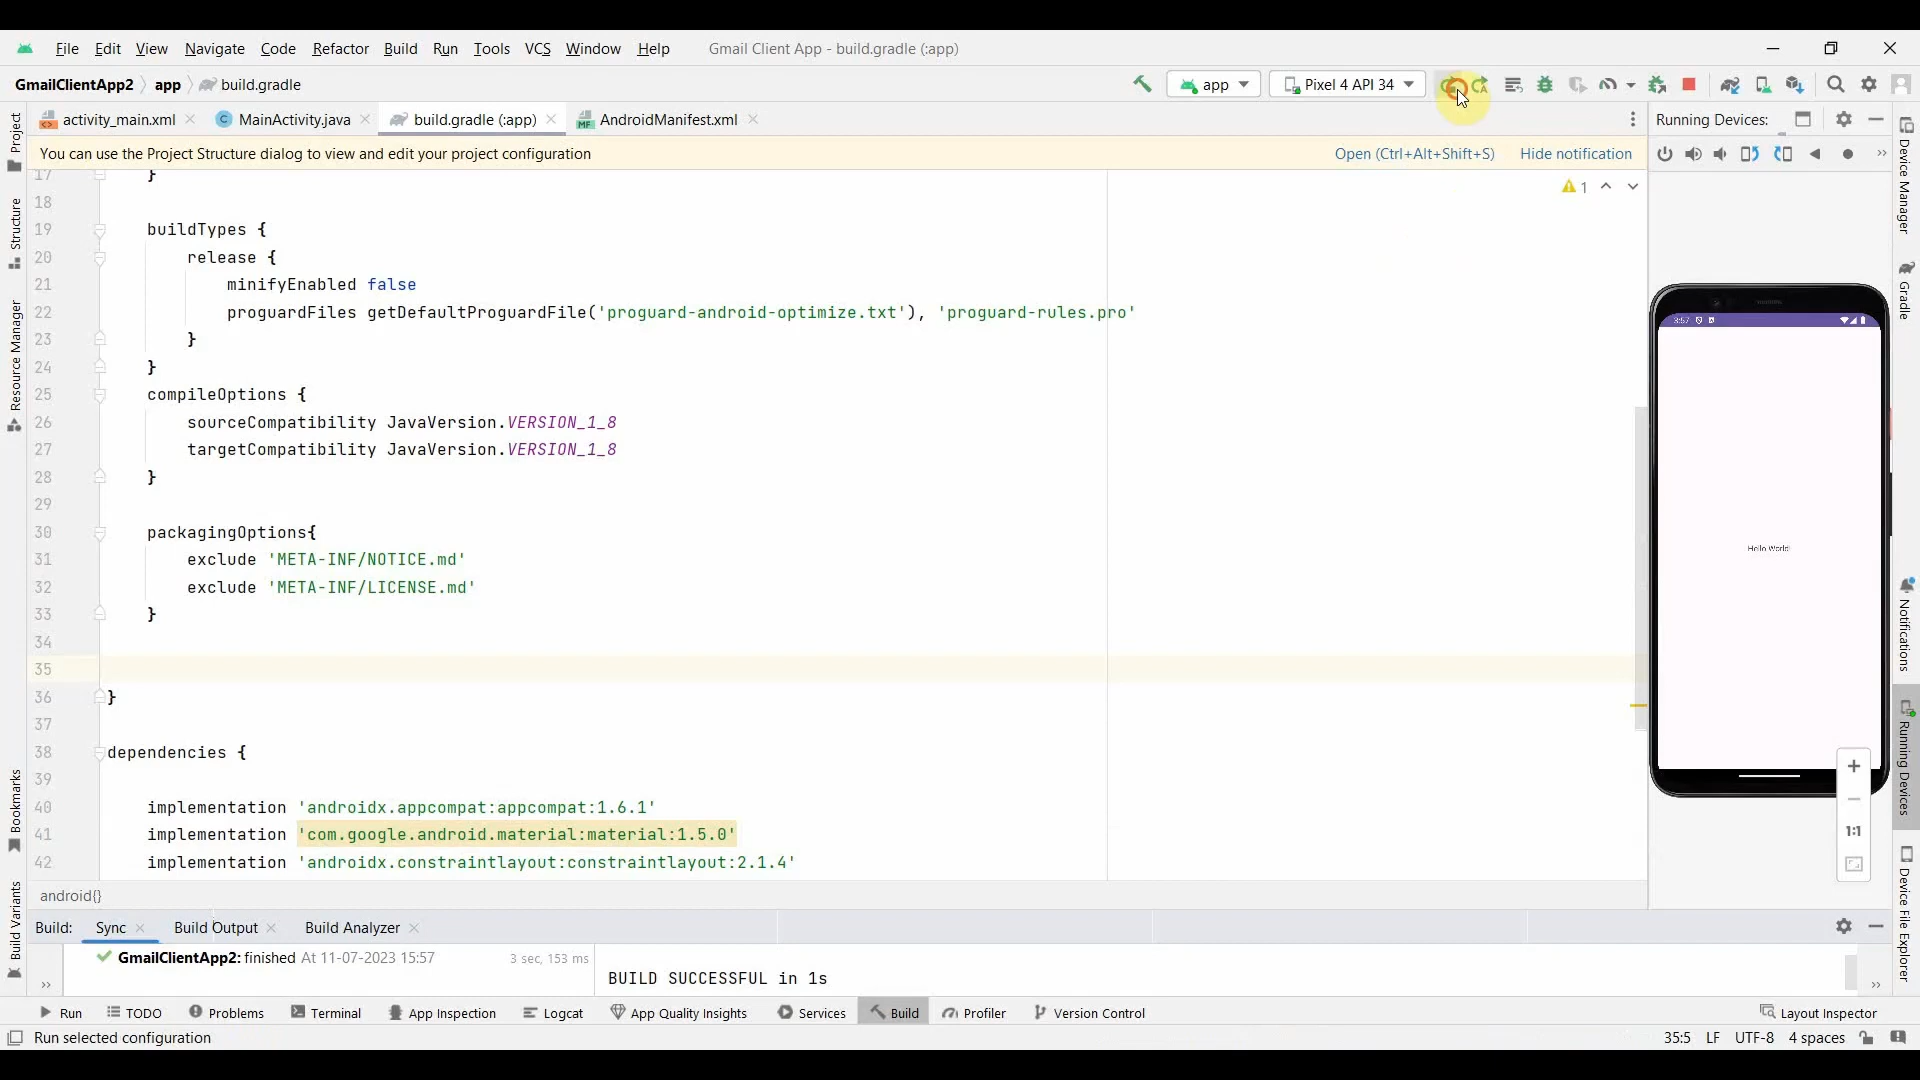 File Edit View Navigate Code Refactor Build Run Tools VCS Window Help Gmail Client App - build.gradle (:app)
GmailClientApp2 app build.gradle app Pixel 4 API 34
activity_main.xml MainActivity.java build.gradle (:app) AndroidManifest.xml Running Devices:
You can use the Project Structure dialog to view and edit your project configuration Open (Ctrl+Alt+Shift+S) Hide notification
17 }
18
19 buildTypes {
20 release {
21 minifyEnabled false
22 proguardFiles getDefaultProguardFile('proguard-android-optimize.txt'), 'proguard-rules.pro'
23 }
24 }
25 compileOptions {
26 sourceCompatibility JavaVersion.VERSION_1_8
27 targetCompatibility JavaVersion.VERSION_1_8
28 }
29
30 packagingOptions{
31 exclude 'META-INF/NOTICE.md'
32 exclude 'META-INF/LICENSE.md'
33 }
34
35
36 }
37
38 dependencies {
39
40 implementation 'androidx.appcompat:appcompat:1.6.1'
41 implementation 'com.google.android.material:material:1.5.0'
42 implementation 'androidx.constraintlayout:constraintlayout:2.1.4'
1
3:57
Hello World!
1:1
android{}
Build: Sync Build Output Build Analyzer
GmailClientApp2: finished At 11-07-2023 15:57 3 sec, 153 ms
BUILD SUCCESSFUL in 1s
Run TODO Problems Terminal App Inspection Logcat App Quality Insights Services Build Profiler Version Control Layout Inspector
Run selected configuration 35:5 LF UTF-8 4 spaces
Project
Structure
Resource Manager
Bookmarks
Build Variants
Device Manager
Gradle
Notifications
Running Devices
Device File Explorer